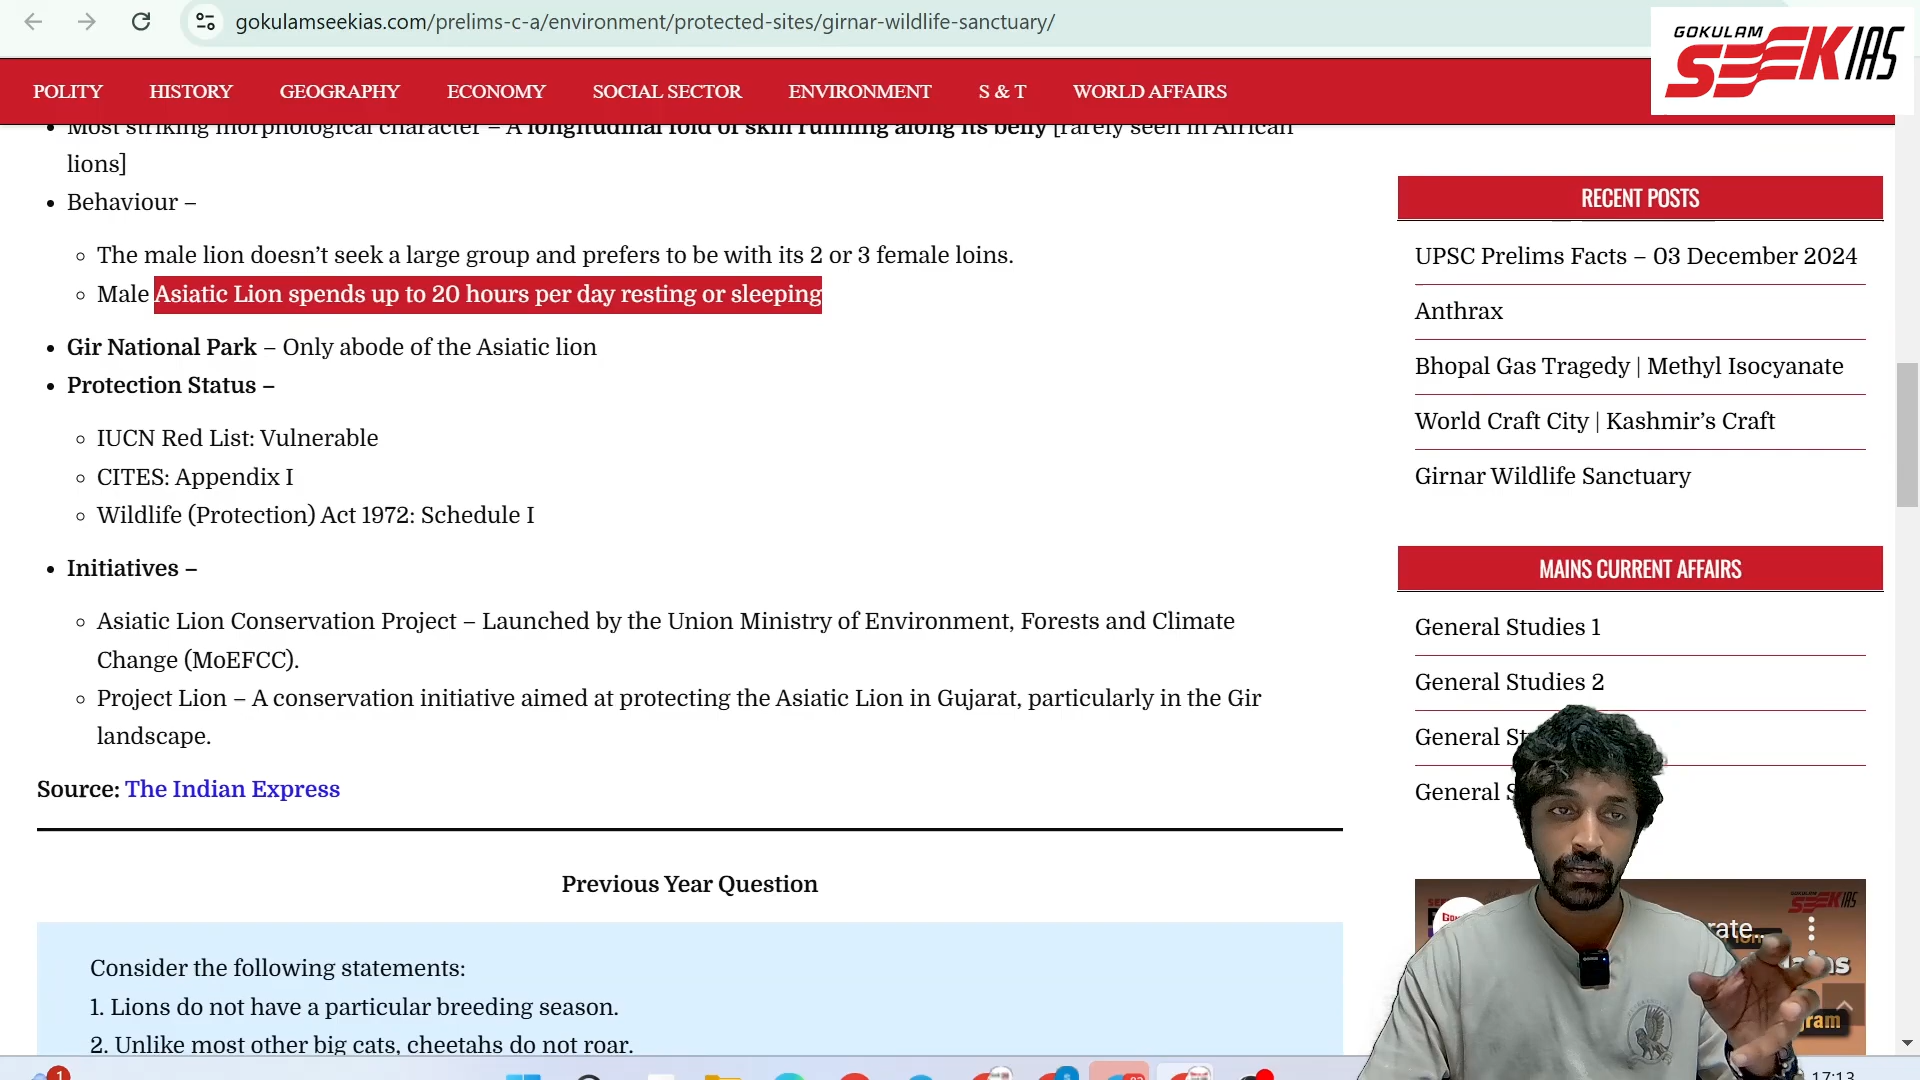 gokulamseekias.com/prelims-c-a/environment/protected-sites/girnar-wildlife-sanctuary/
GOKULAM
SEEKIAS
POLITY HISTORY GEOGRAPHY ECONOMY SOCIAL SECTOR ENVIRONMENT S & T WORLD AFFAIRS
• Most striking morphological character – A longitudinal fold of skin running along its belly [rarely seen in African
lions]
• Behaviour –
◦ The male lion doesn’t seek a large group and prefers to be with its 2 or 3 female loins.
◦ Male Asiatic Lion spends up to 20 hours per day resting or sleeping
• Gir National Park – Only abode of the Asiatic lion
• Protection Status –
◦ IUCN Red List: Vulnerable
◦ CITES: Appendix I
◦ Wildlife (Protection) Act 1972: Schedule I
• Initiatives –
◦ Asiatic Lion Conservation Project – Launched by the Union Ministry of Environment, Forests and Climate
Change (MoEFCC).
◦ Project Lion – A conservation initiative aimed at protecting the Asiatic Lion in Gujarat, particularly in the Gir
landscape.
Source: The Indian Express
Previous Year Question
Consider the following statements:
1. Lions do not have a particular breeding season.
2. Unlike most other big cats, cheetahs do not roar.
RECENT POSTS
UPSC Prelims Facts – 03 December 2024
Anthrax
Bhopal Gas Tragedy | Methyl Isocyanate
World Craft City | Kashmir’s Craft
Girnar Wildlife Sanctuary
MAINS CURRENT AFFAIRS
General Studies 1
General Studies 2
General St
General S
SEEKIAS
rate...
ram
1
17:13